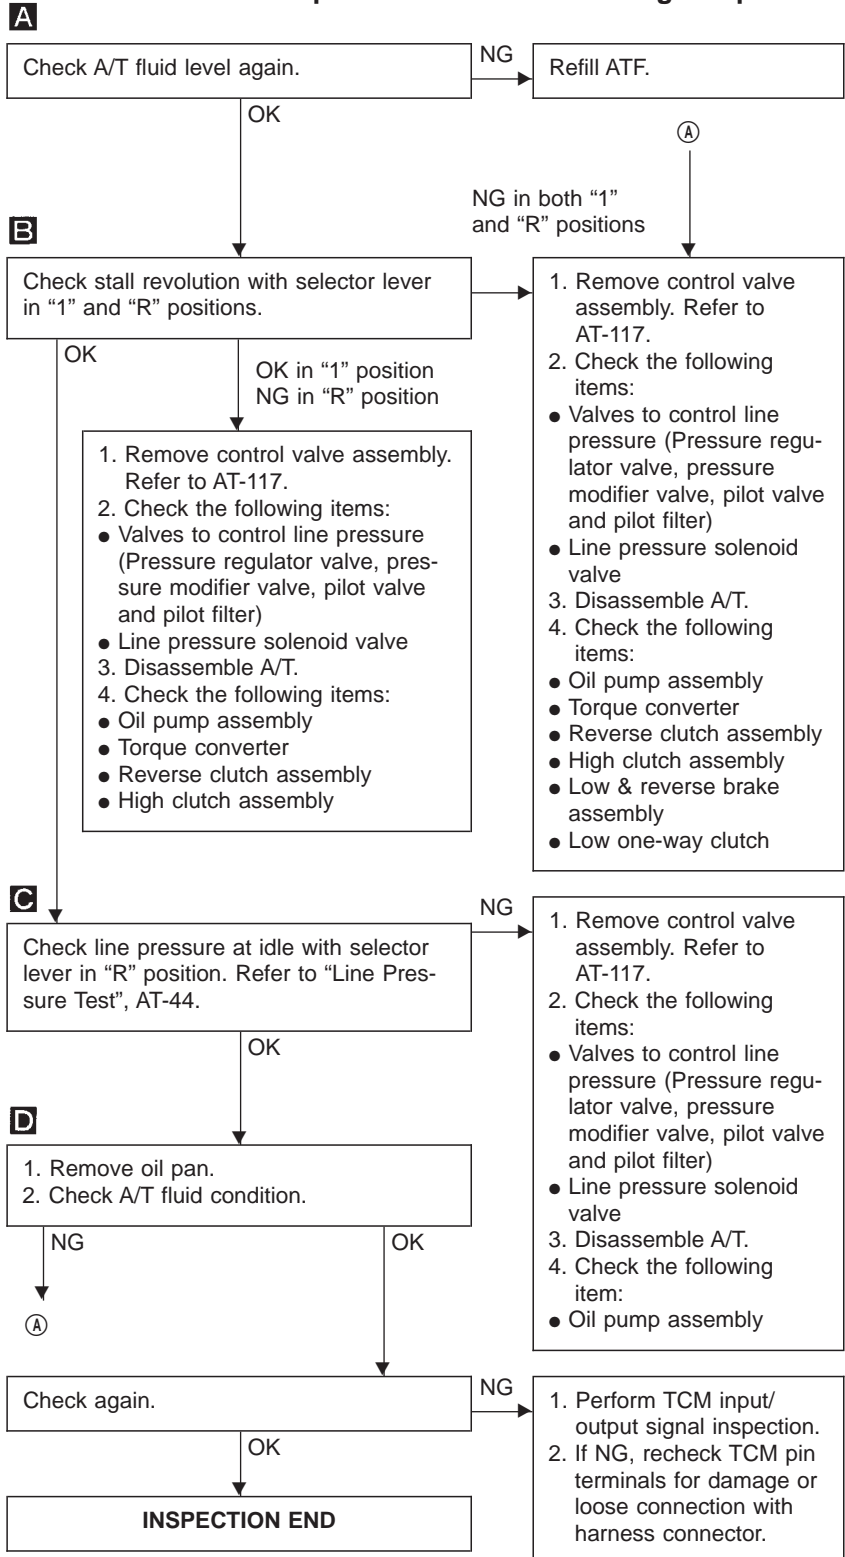 A
Check A/T fluid level again.
NG
Refill ATF.
OK
Ⓐ
NG in both “1”
and “R” positions
B
Check stall revolution with selector lever
in “1” and “R” positions.
OK
OK in “1” position
NG in “R” position
1. Remove control valve assembly.
Refer to AT-117.
2. Check the following items:
● Valves to control line pressure
(Pressure regulator valve, pres-
sure modifier valve, pilot valve
and pilot filter)
● Line pressure solenoid valve
3. Disassemble A/T.
4. Check the following items:
● Oil pump assembly
● Torque converter
● Reverse clutch assembly
● High clutch assembly
1. Remove control valve
assembly. Refer to
AT-117.
2. Check the following
items:
● Valves to control line
pressure (Pressure regu-
lator valve, pressure
modifier valve, pilot valve
and pilot filter)
● Line pressure solenoid
valve
3. Disassemble A/T.
4. Check the following
items:
● Oil pump assembly
● Torque converter
● Reverse clutch assembly
● High clutch assembly
● Low & reverse brake
assembly
● Low one-way clutch
C
Check line pressure at idle with selector
lever in “R” position. Refer to “Line Pres-
sure Test”, AT-44.
NG
OK
1. Remove control valve
assembly. Refer to
AT-117.
2. Check the following
items:
● Valves to control line
pressure (Pressure regu-
lator valve, pressure
modifier valve, pilot valve
and pilot filter)
● Line pressure solenoid
valve
3. Disassemble A/T.
4. Check the following
item:
● Oil pump assembly
D
1. Remove oil pan.
2. Check A/T fluid condition.
NG
OK
Ⓐ
Check again.
NG
OK
1. Perform TCM input/
output signal inspection.
2. If NG, recheck TCM pin
terminals for damage or
loose connection with
harness connector.
INSPECTION END